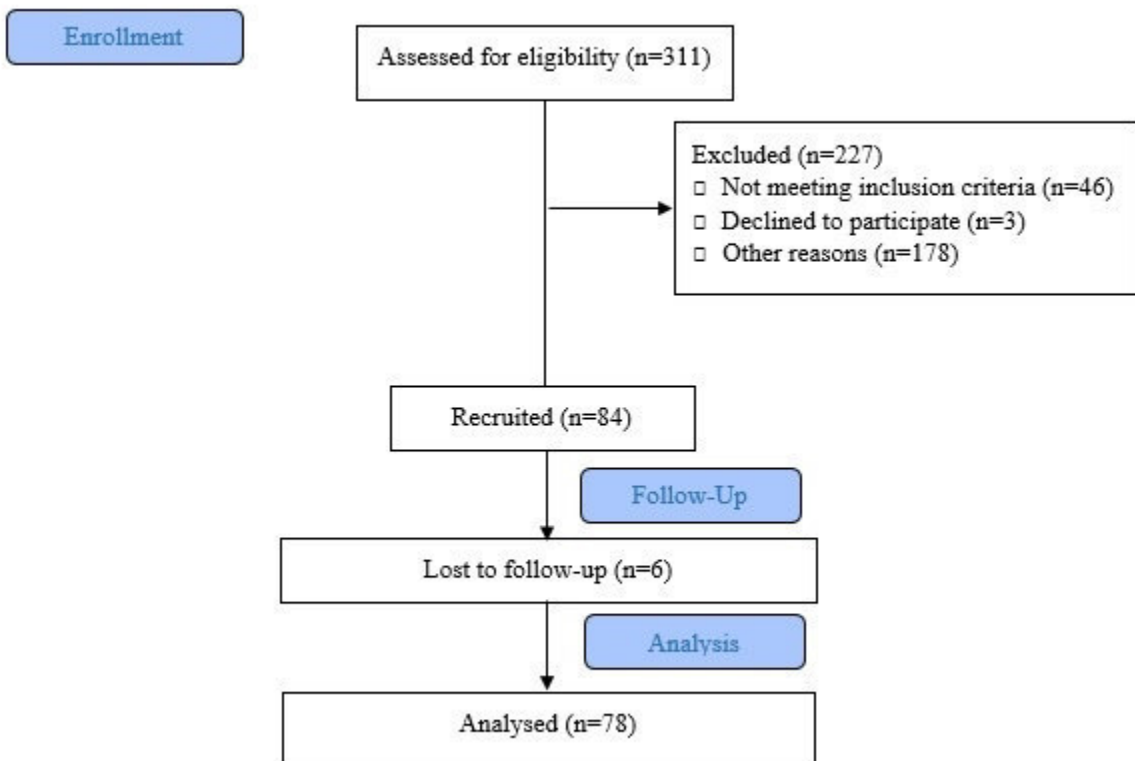 Enrollment
Assessed for eligibility (n=311)
Excluded (n=227)
□ Not meeting inclusion criteria (n=46)
□ Declined to participate (n=3)
□ Other reasons (n=178)
Recruited (n=84)
Follow-Up
Lost to follow-up (n=6)
Analysis
Analysed (n=78)